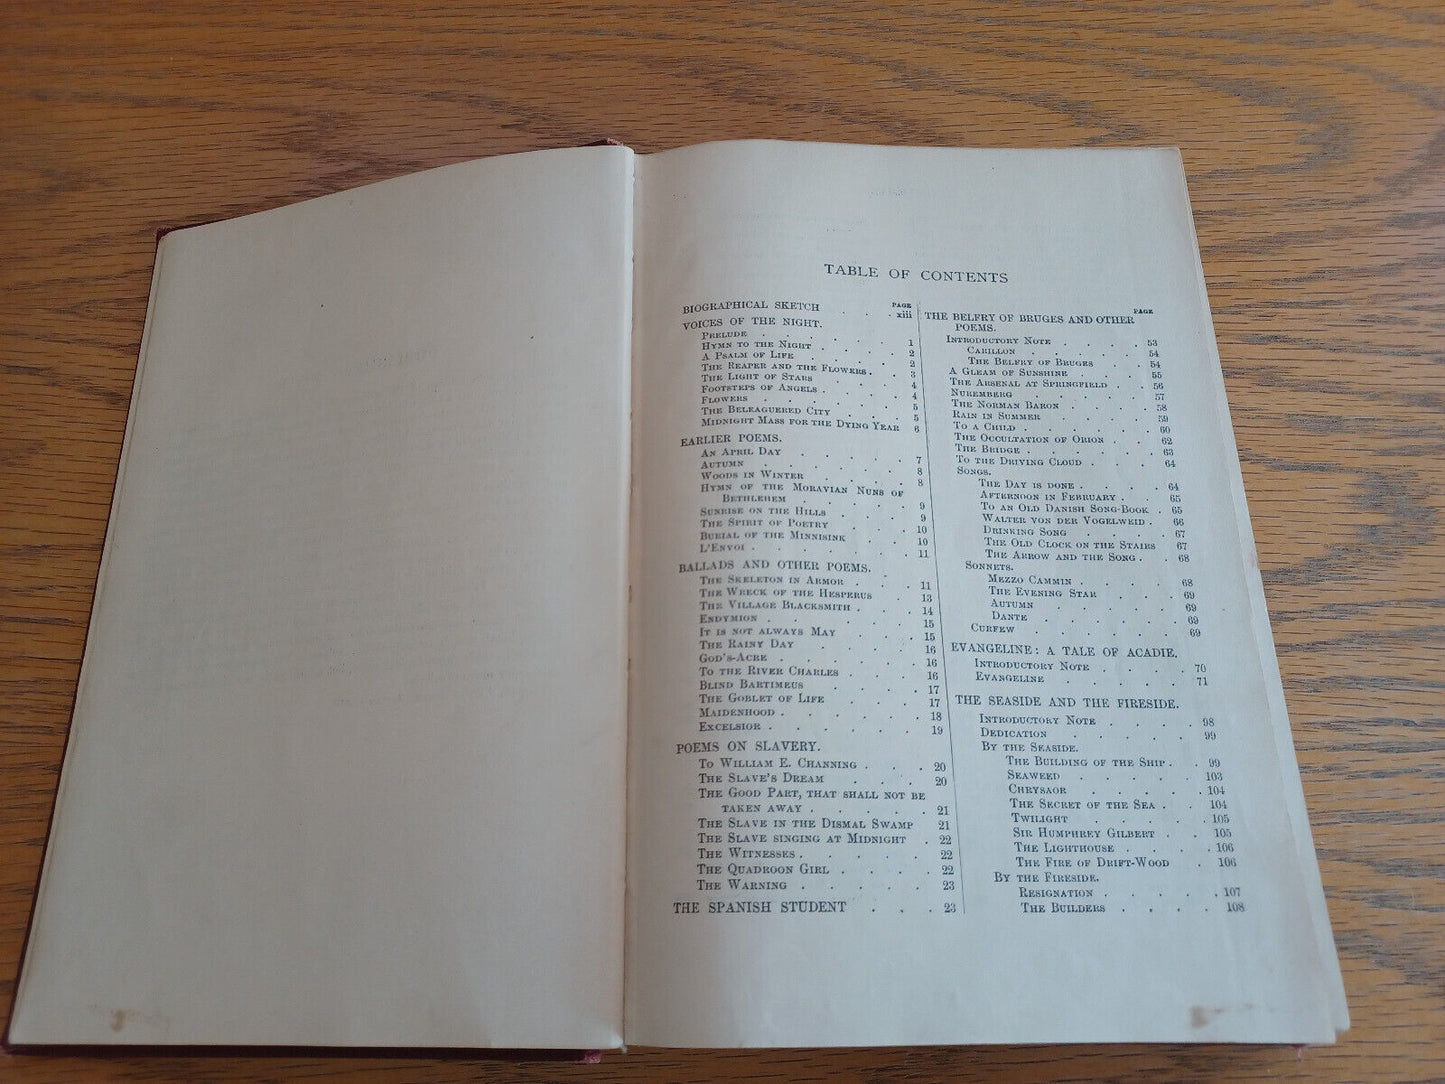 TABLE OF CONTENTS
PAGE
BIOGRAPHICAL SKETCH . . . xiii
VOICES OF THE NIGHT.
PRELUDE . . . . . 1
HYMN TO THE NIGHT . . . . 2
A PSALM OF LIFE . . . . . 2
THE REAPER AND THE FLOWERS . . 3
THE LIGHT OF STARS . . . . 4
FOOTSTEPS OF ANGELS . . . . 4
FLOWERS . . . . . . 5
THE BELEAGUERED CITY . . . 5
MIDNIGHT MASS FOR THE DYING YEAR 6
EARLIER POEMS.
AN APRIL DAY . . . . . 7
AUTUMN . . . . . . 8
WOODS IN WINTER . . . . 8
HYMN OF THE MORAVIAN NUNS OF
BETHLEHEM . . . . . 9
SUNRISE ON THE HILLS . . . . 9
THE SPIRIT OF POETRY . . . . 10
BURIAL OF THE MINNISINK . . . 10
L'ENVOI . . . . . . 11
BALLADS AND OTHER POEMS.
THE SKELETON IN ARMOR . . . 11
THE WRECK OF THE HESPERUS . . 13
THE VILLAGE BLACKSMITH . . . 14
ENDYMION . . . . . . 15
IT IS NOT ALWAYS MAY . . . . 15
THE RAINY DAY . . . . . 16
GOD'S-ACRE . . . . . . 16
TO THE RIVER CHARLES . . . . 16
BLIND BARTIMEUS . . . . 17
THE GOBLET OF LIFE . . . . 17
MAIDENHOOD . . . . . . 18
EXCELSIOR . . . . . . 19
POEMS ON SLAVERY.
TO WILLIAM E. CHANNING . . . 20
THE SLAVE'S DREAM . . . . 20
THE GOOD PART, THAT SHALL NOT BE
TAKEN AWAY . . . . . 21
THE SLAVE IN THE DISMAL SWAMP 21
THE SLAVE SINGING AT MIDNIGHT . 22
THE WITNESSES . . . . . 22
THE QUADROON GIRL . . . . 22
THE WARNING . . . . . 23
THE SPANISH STUDENT . . . 23
PAGE
THE BELFRY OF BRUGES AND OTHER
POEMS.
INTRODUCTORY NOTE . . . . 53
CARILLON . . . . . 54
THE BELFRY OF BRUGES . . . 54
A GLEAM OF SUNSHINE . . . . 55
THE ARSENAL AT SPRINGFIELD . . 56
NUREMBERG . . . . . 57
THE NORMAN BARON . . . . 58
RAIN IN SUMMER . . . . 59
TO A CHILD . . . . . . 60
THE OCCULTATION OF ORION . . . 62
THE BRIDGE . . . . . . 63
TO THE DRIVING CLOUD . . . . 64
SONGS.
THE DAY IS DONE . . . . 64
AFTERNOON IN FEBRUARY . . . 65
TO AN OLD DANISH SONG-BOOK . 65
WALTER VON DER VOGELWEID . . 66
DRINKING SONG . . . . 67
THE OLD CLOCK ON THE STAIRS 67
THE ARROW AND THE SONG . . 68
SONNETS.
MEZZO CAMMIN . . . . . 68
THE EVENING STAR . . . . 69
AUTUMN . . . . . 69
DANTE . . . . . 69
CURFEW . . . . . . 69
EVANGELINE: A TALE OF ACADIE.
INTRODUCTORY NOTE . . . . 70
EVANGELINE . . . . . 71
THE SEASIDE AND THE FIRESIDE.
INTRODUCTORY NOTE . . . . 98
DEDICATION . . . . . 99
BY THE SEASIDE.
THE BUILDING OF THE SHIP . . 99
SEAWEED . . . . . 103
CHRYSAOR . . . . . 104
THE SECRET OF THE SEA . . . 104
TWILIGHT . . . . . 105
SIR HUMPHREY GILBERT . . . 105
THE LIGHTHOUSE . . . . 106
THE FIRE OF DRIFT-WOOD . 106
BY THE FIRESIDE.
RESIGNATION . . . . . 107
THE BUILDERS . . . . 108